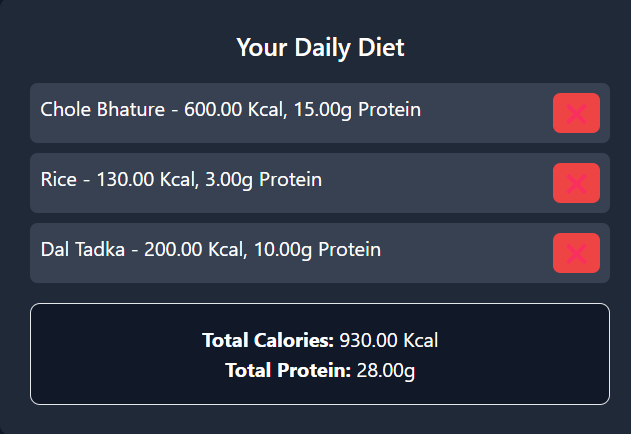 Your Daily Diet
Chole Bhature - 600.00 Kcal, 15.00g Protein
Rice - 130.00 Kcal, 3.00g Protein
Dal Tadka - 200.00 Kcal, 10.00g Protein
Total Calories: 930.00 Kcal
Total Protein: 28.00g